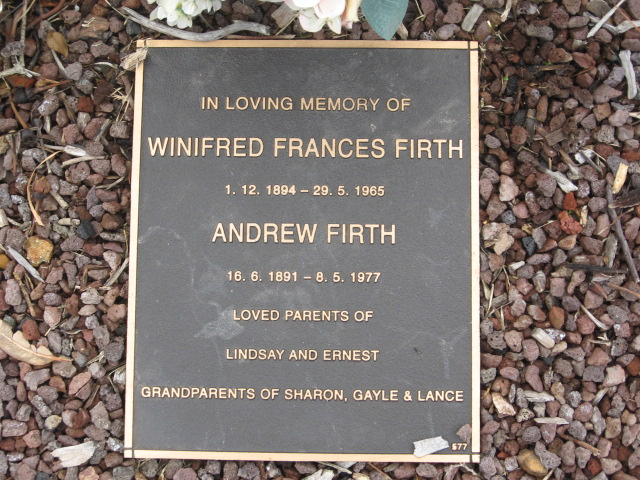 IN LOVING MEMORY OF
WINIFRED FRANCES FIRTH
1. 12. 1894 – 29. 5. 1965
ANDREW FIRTH
16. 6. 1891 – 8. 5. 1977
LOVED PARENTS OF
LINDSAY AND ERNEST
GRANDPARENTS OF SHARON, GAYLE & LANCE